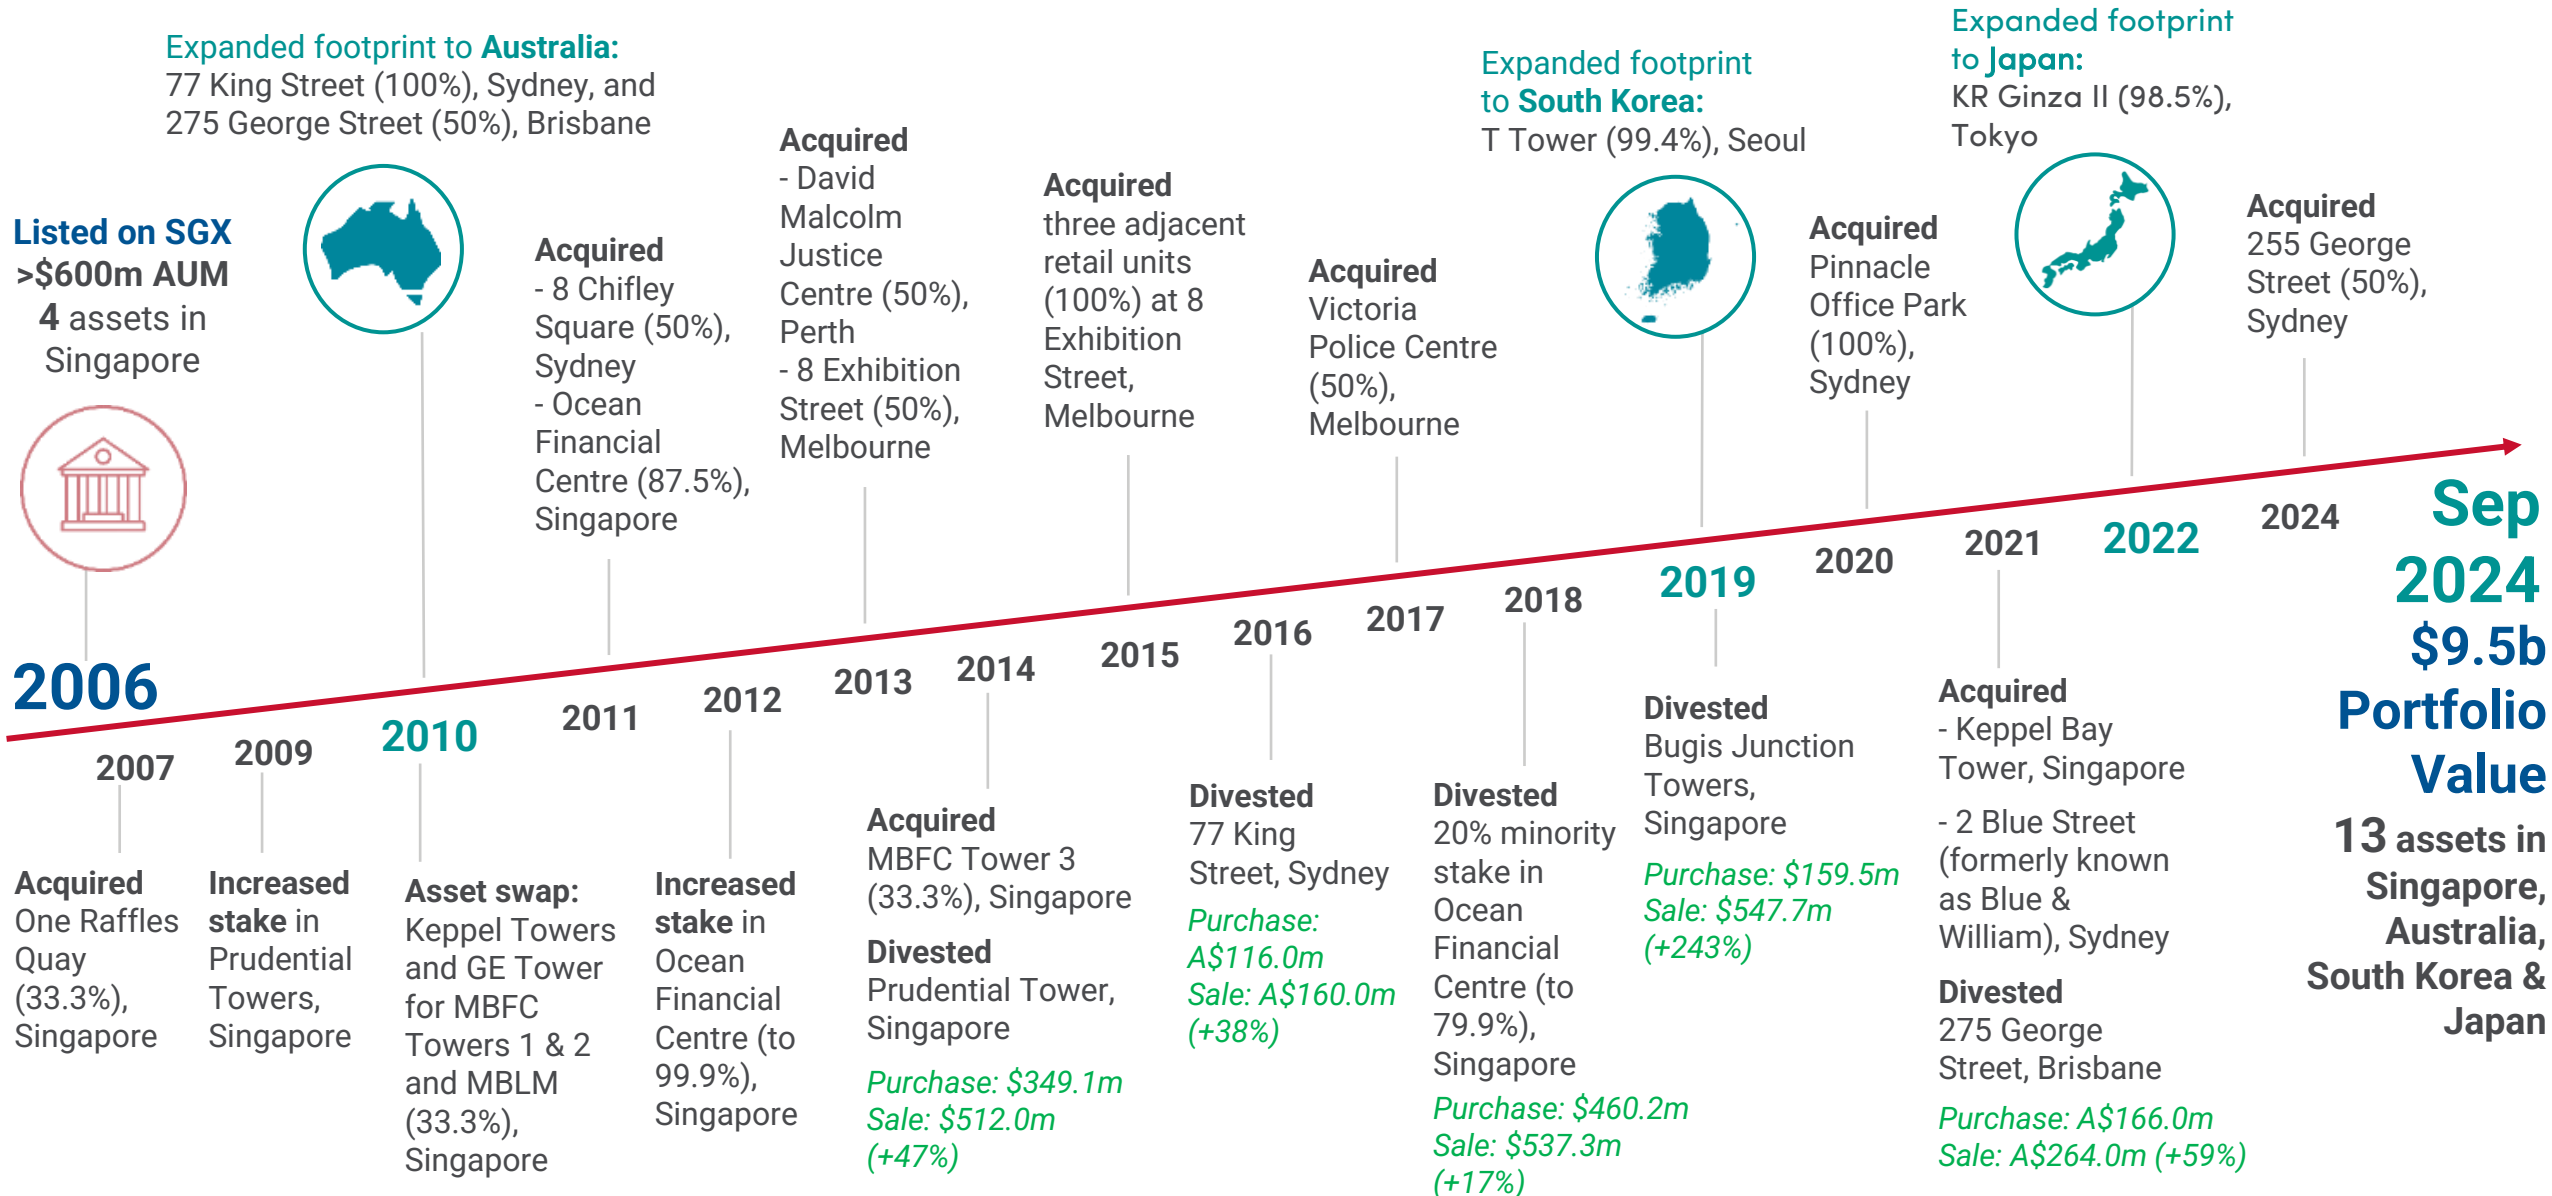 Listed on SGX
>$600m AUM
4 assets in
Singapore
2006
2007
Acquired
One Raffles
Quay
(33.3%),
Singapore
2009
Increased
stake in
Prudential
Towers,
Singapore
Expanded footprint to Australia:
77 King Street (100%), Sydney, and
275 George Street (50%), Brisbane
2010
Asset swap:
Keppel Towers
and GE Tower
for MBFC
Towers 1 & 2
and MBLM
(33.3%),
Singapore
Acquired
- 8 Chifley
Square (50%),
Sydney
- Ocean
Financial
Centre (87.5%),
Singapore
2011
2012
Increased
stake in
Ocean
Financial
Centre (to
99.9%),
Singapore
Acquired
- David
Malcolm
Justice
Centre (50%),
Perth
- 8 Exhibition
Street (50%),
Melbourne
2013
2014
Acquired
MBFC Tower 3
(33.3%), Singapore
Divested
Prudential Tower,
Singapore
Purchase: $349.1m
Sale: $512.0m
(+47%)
Acquired
three adjacent
retail units
(100%) at 8
Exhibition
Street,
Melbourne
2015
2016
Divested
77 King
Street, Sydney
Purchase:
A$116.0m
Sale: A$160.0m
(+38%)
Acquired
Victoria
Police Centre
(50%),
Melbourne
2017
2018
Divested
20% minority
stake in
Ocean
Financial
Centre (to
79.9%),
Singapore
Purchase: $460.2m
Sale: $537.3m
(+17%)
Expanded footprint
to South Korea:
T Tower (99.4%), Seoul
2019
Divested
Bugis Junction
Towers,
Singapore
Purchase: $159.5m
Sale: $547.7m
(+243%)
Acquired
Pinnacle
Office Park
(100%),
Sydney
2020
2021
Acquired
- Keppel Bay
Tower, Singapore
- 2 Blue Street
(formerly known
as Blue &
William), Sydney
Divested
275 George
Street, Brisbane
Purchase: A$166.0m
Sale: A$264.0m (+59%)
Expanded footprint
to Japan:
KR Ginza II (98.5%),
Tokyo
2022
Acquired
255 George
Street (50%),
Sydney
2024
Sep
2024
$9.5b
Portfolio
Value
13 assets in
Singapore,
Australia,
South Korea &
Japan